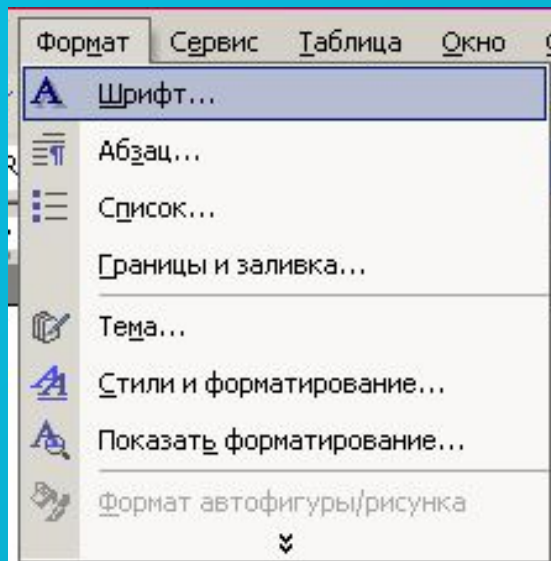 Формат Сервис Таблица Окно
Шрифт...
Абзац...
Список...
Границы и заливка...
Тема...
Стили и форматирование...
Показать форматирование...
Формат автофигуры/рисунка